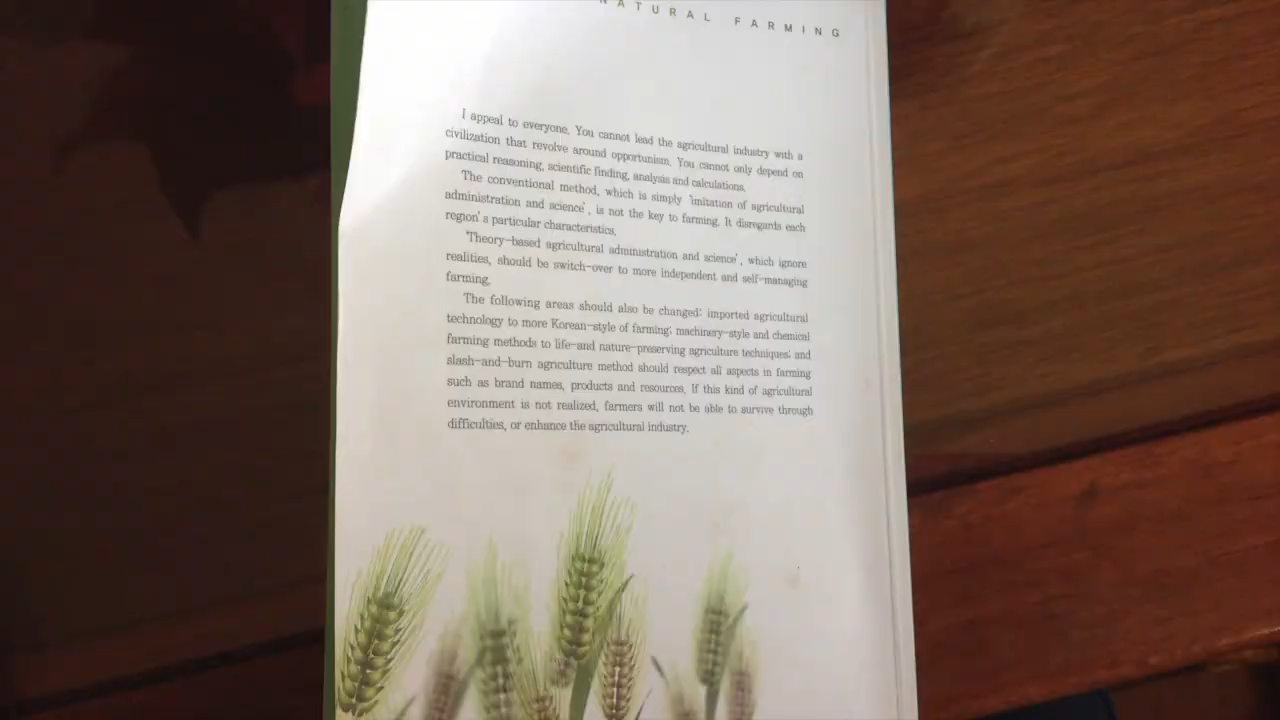 NATURAL FARMING
I appeal to everyone. You cannot lead the agricultural industry with a
civilization that revolve around opportunism. You cannot only depend on
practical reasoning, scientific finding, analysis and calculations.
The conventional method, which is simply 'imitation of agricultural
administration and science', is not the key to farming. It disregards each
region's particular characteristics.
'Theory-based agricultural administration and science', which ignore
realities, should be switch-over to more independent and self-managing
farming.
The following areas should also be changed: imported agricultural
technology to more Korean-style of farming; machinery-style and chemical
farming methods to life-and nature-preserving agriculture techniques; and
slash-and-burn agriculture method should respect all aspects in farming
such as brand names, products and resources. If this kind of agricultural
environment is not realized, farmers will not be able to survive through
difficulties, or enhance the agricultural industry.